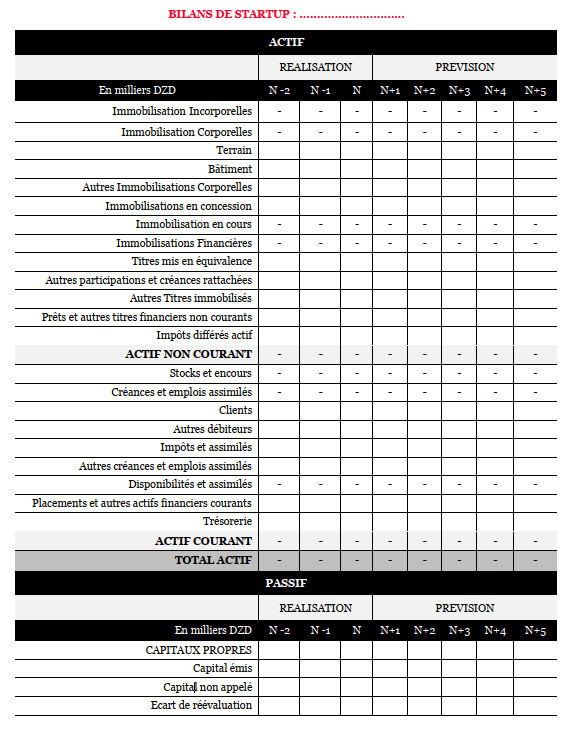 BILANS DE STARTUP : ...........................
ACTIF
REALISATION PREVISION
En milliers DZD N -2 N -1 N N+1 N+2 N+3 N+4 N+5
Immobilisation Incorporelles - - - - - - - -
Immobilisation Corporelles - - - - - - - -
Terrain
Bâtiment
Autres Immobilisations Corporelles
Immobilisations en concession
Immobilisation en cours - - - - - - - -
Immobilisations Financières - - - - - - - -
Titres mis en équivalence
Autres participations et créances rattachées
Autres Titres immobilisés
Prêts et autres titres financiers non courants
Impôts différés actif
ACTIF NON COURANT - - - - - - - -
Stocks et encours - - - - - - - -
Créances et emplois assimilés - - - - - - - -
Clients
Autres débiteurs
Impôts et assimilés
Autres créances et emplois assimilés
Disponibilités et assimilés - - - - - - - -
Placements et autres actifs financiers courants
Trésorerie
ACTIF COURANT - - - - - - - -
TOTAL ACTIF - - - - - - - -
PASSIF
REALISATION PREVISION
En milliers DZD N -2 N -1 N N+1 N+2 N+3 N+4 N+5
CAPITAUX PROPRES
Capital émis
Capital non appelé
Ecart de réévaluation